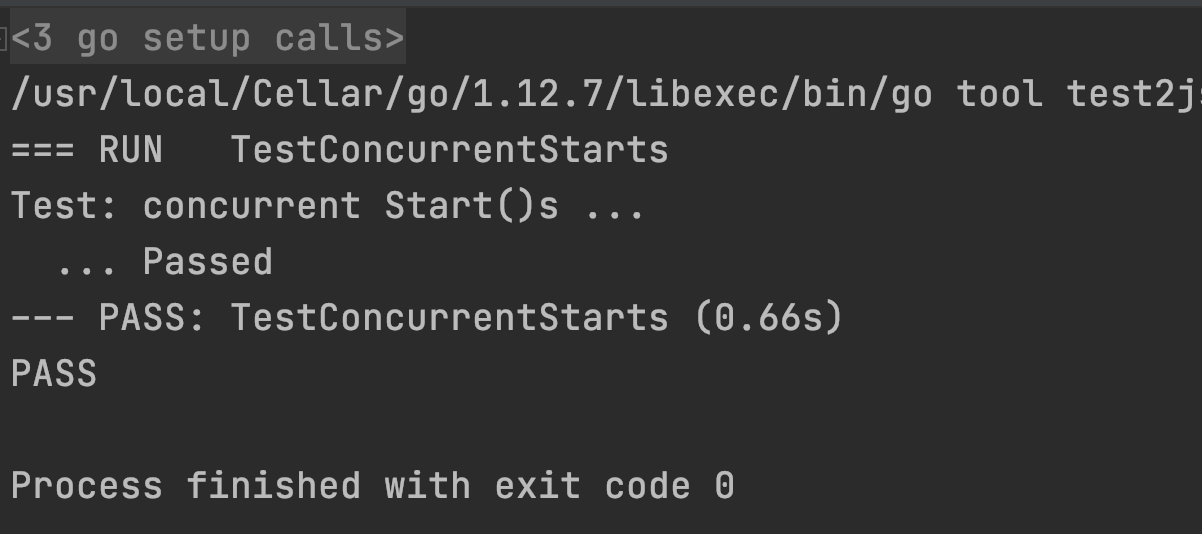 <3 go setup calls>
/usr/local/Cellar/go/1.12.7/libexec/bin/go tool test2j
=== RUN   TestConcurrentStarts
Test: concurrent Start()s ...
  ... Passed
--- PASS: TestConcurrentStarts (0.66s)
PASS

Process finished with exit code 0